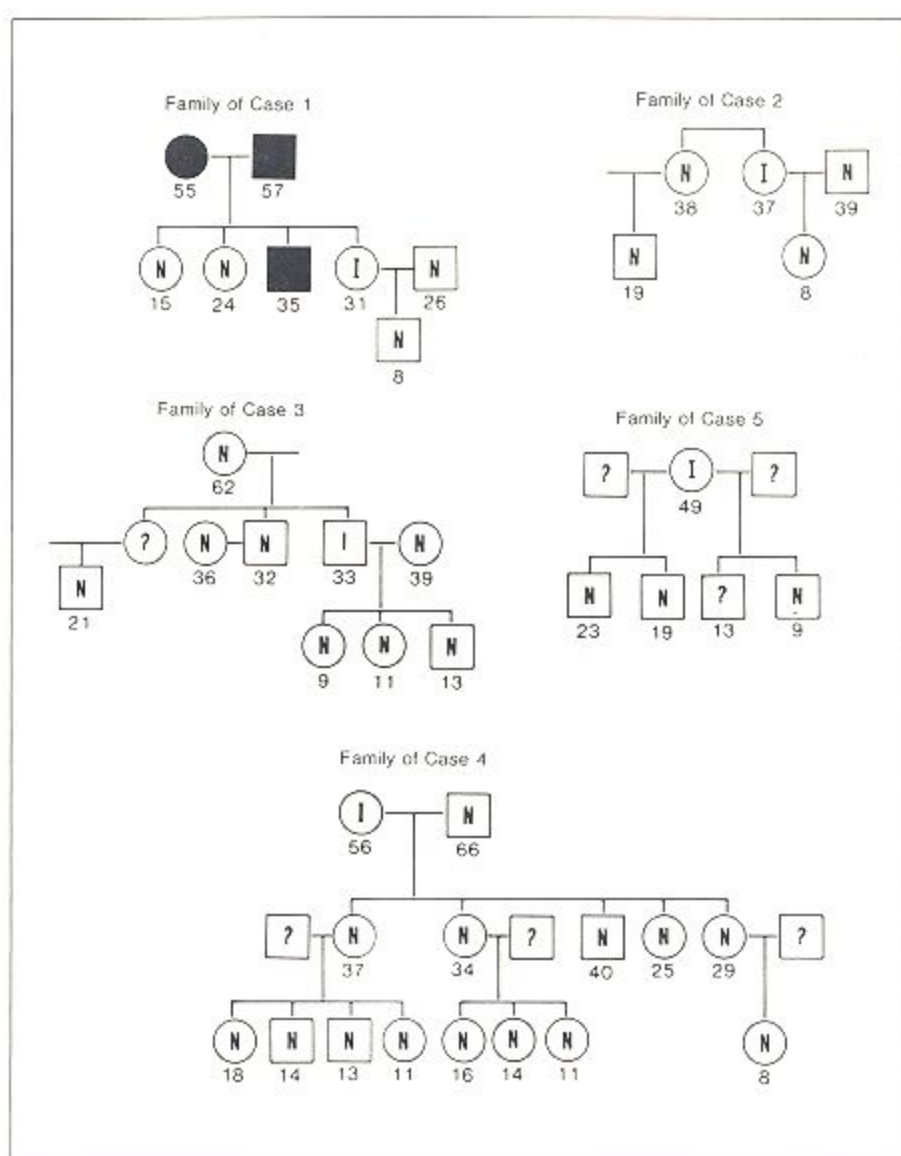 Family of Case 1
55 57
N N I N
15 24 35 31 26
N
8
Family of Case 2
N I N
38 37 39
N N
19 8
Family of Case 3
N
62
? N N I N
36 32 33 39
N
21
N N N
9 11 13
Family of Case 5
? I ?
49
N N ? N
23 19 13 9
Family of Case 4
I N
56 66
? N N ? N N N ?
37 34 40 25 29
N N N N N N N N
18 14 13 11 16 14 11 8